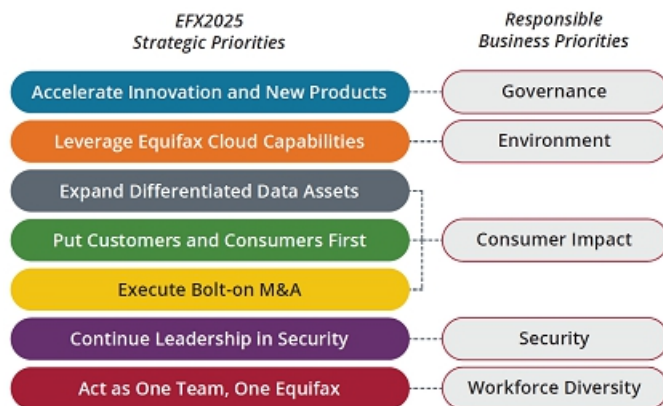 EFX2025
Strategic Priorities
Responsible
Business Priorities
Accelerate Innovation and New Products
Governance
Leverage Equifax Cloud Capabilities
Environment
Expand Differentiated Data Assets
Put Customers and Consumers First
Consumer Impact
Execute Bolt-on M&A
Continue Leadership in Security
Security
Act as One Team, One Equifax
Workforce Diversity